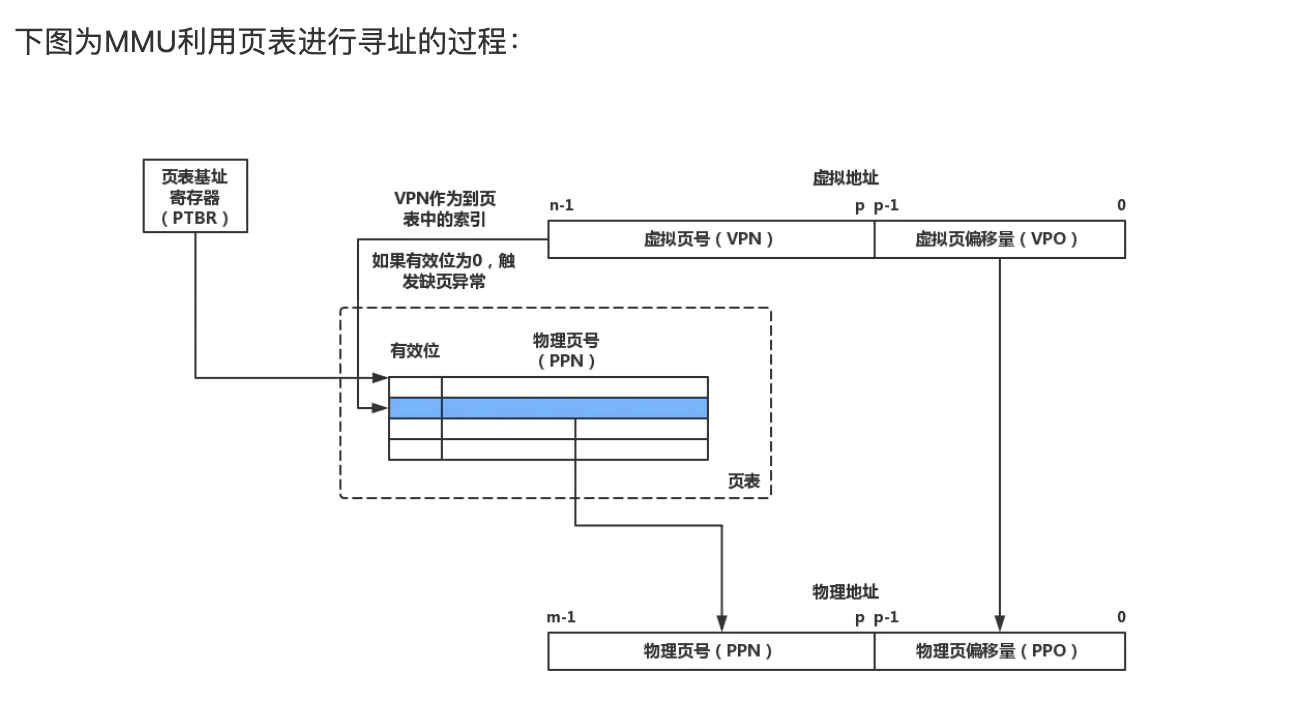 下图为MMU利用页表进行寻址的过程：
页表基址
寄存器
（PTBR）
VPN作为到页
表中的索引
如果有效位为0，触
发缺页异常
虚拟地址
n-1
p
p-1
0
虚拟页号（VPN）
虚拟页偏移量（VPO）
有效位
物理页号
（PPN）
页表
物理地址
m-1
p
p-1
0
物理页号（PPN）
物理页偏移量（PPO）